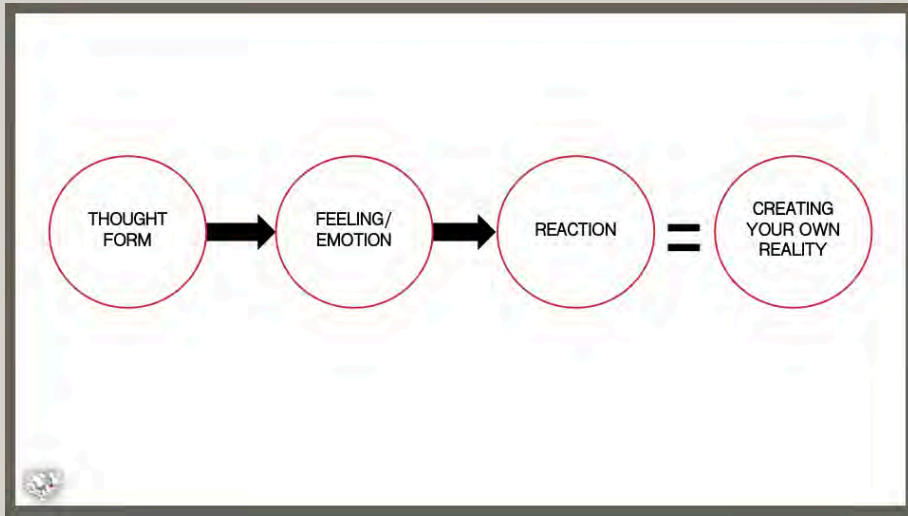 THOUGHT
FORM
FEELING/
EMOTION
REACTION
=
CREATING
YOUR OWN
REALITY